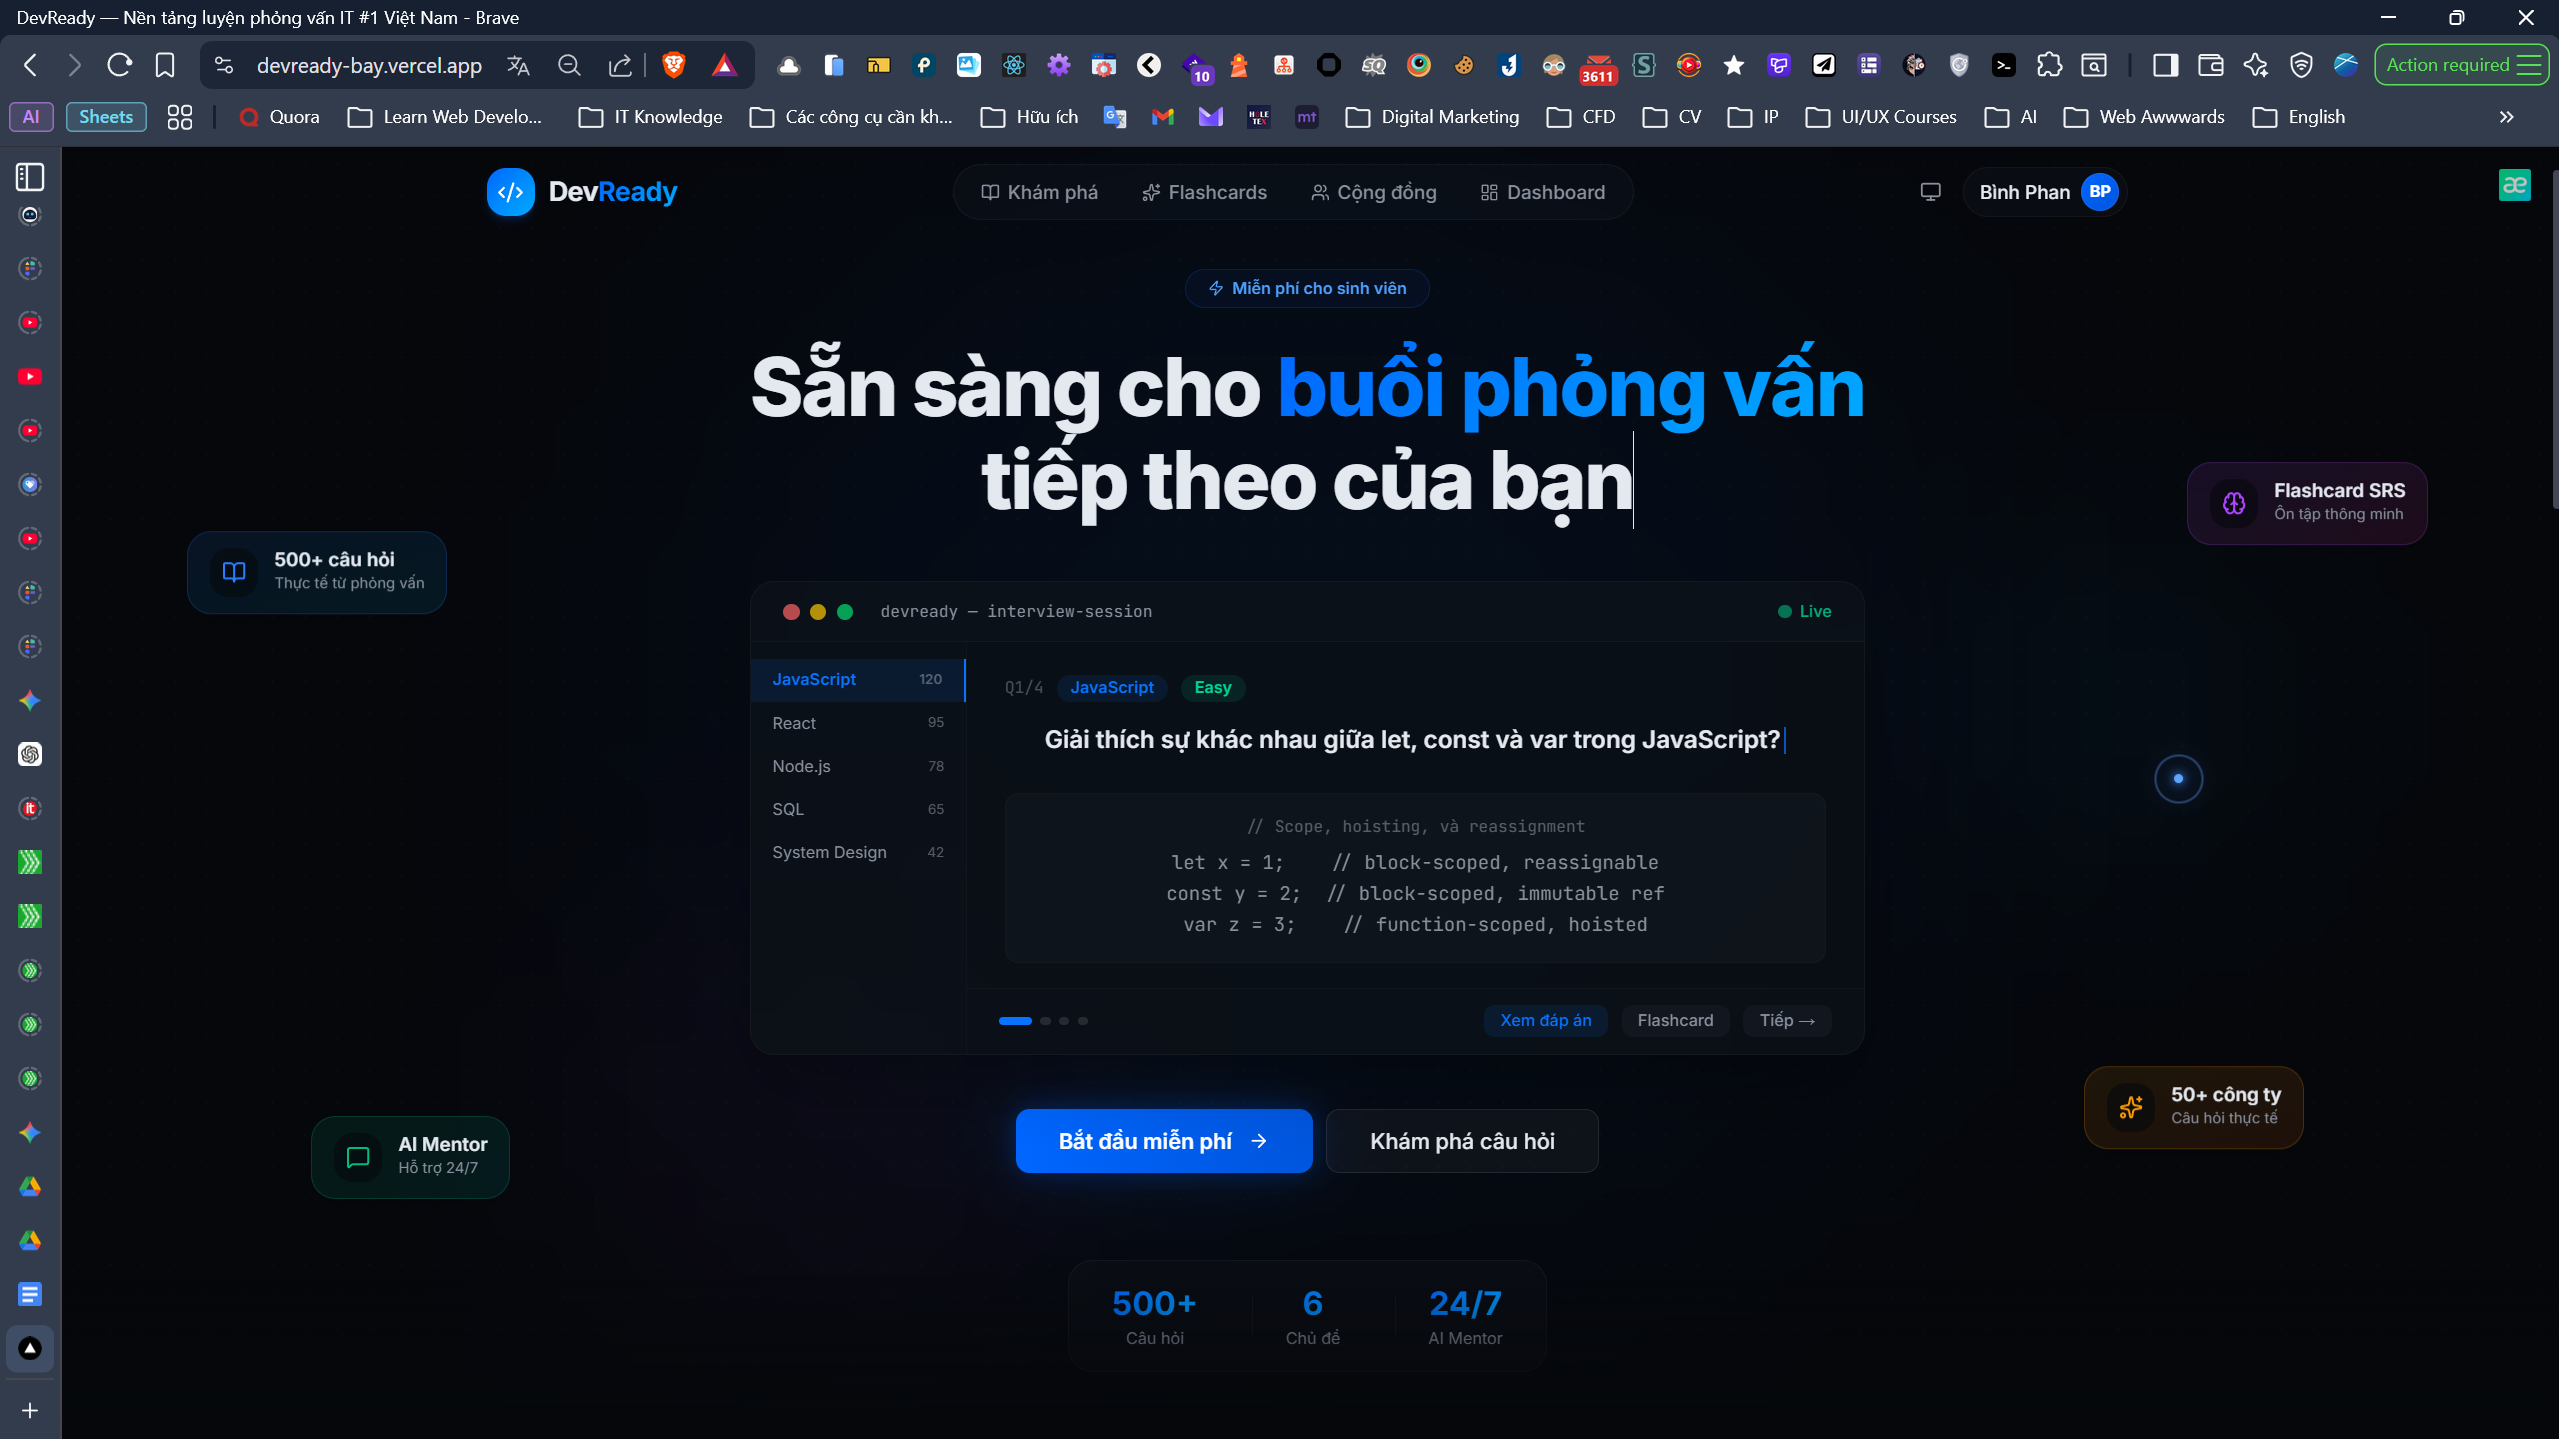 DevReady — Nền tảng luyện phỏng vấn IT #1 Việt Nam - Brave
devready-bay.vercel.app
10
3611
Action required
AI
Sheets
Quora
Learn Web Develo...
IT Knowledge
Các công cụ cần kh...
Hữu ích
mt
Digital Marketing
CFD
CV
IP
UI/UX Courses
AI
Web Awwwards
English
DevReady
Khám phá
Flashcards
Cộng đồng
Dashboard
Bình Phan
BP
æ
Miễn phí cho sinh viên
Sẵn sàng cho buổi phỏng vấn
tiếp theo của bạn
500+ câu hỏi
Thực tế từ phỏng vấn
Flashcard SRS
Ôn tập thông minh
devready — interview-session
Live
JavaScript 120
React 95
Node.js 78
SQL 65
System Design 42
Q1/4 JavaScript Easy
Giải thích sự khác nhau giữa let, const và var trong JavaScript?
// Scope, hoisting, và reassignment
let x = 1; // block-scoped, reassignable
const y = 2; // block-scoped, immutable ref
var z = 3; // function-scoped, hoisted
Xem đáp án
Flashcard
Tiếp →
AI Mentor
Hỗ trợ 24/7
50+ công ty
Câu hỏi thực tế
Bắt đầu miễn phí →
Khám phá câu hỏi
500+
Câu hỏi
6
Chủ đề
24/7
AI Mentor